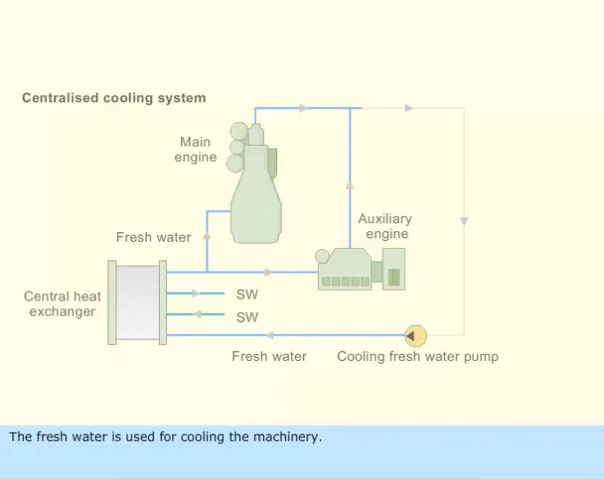 Centralised cooling system
Main
engine
Auxiliary
engine
Fresh water
Central heat
exchanger
SW
SW
Fresh water
Cooling fresh water pump
The fresh water is used for cooling the machinery.